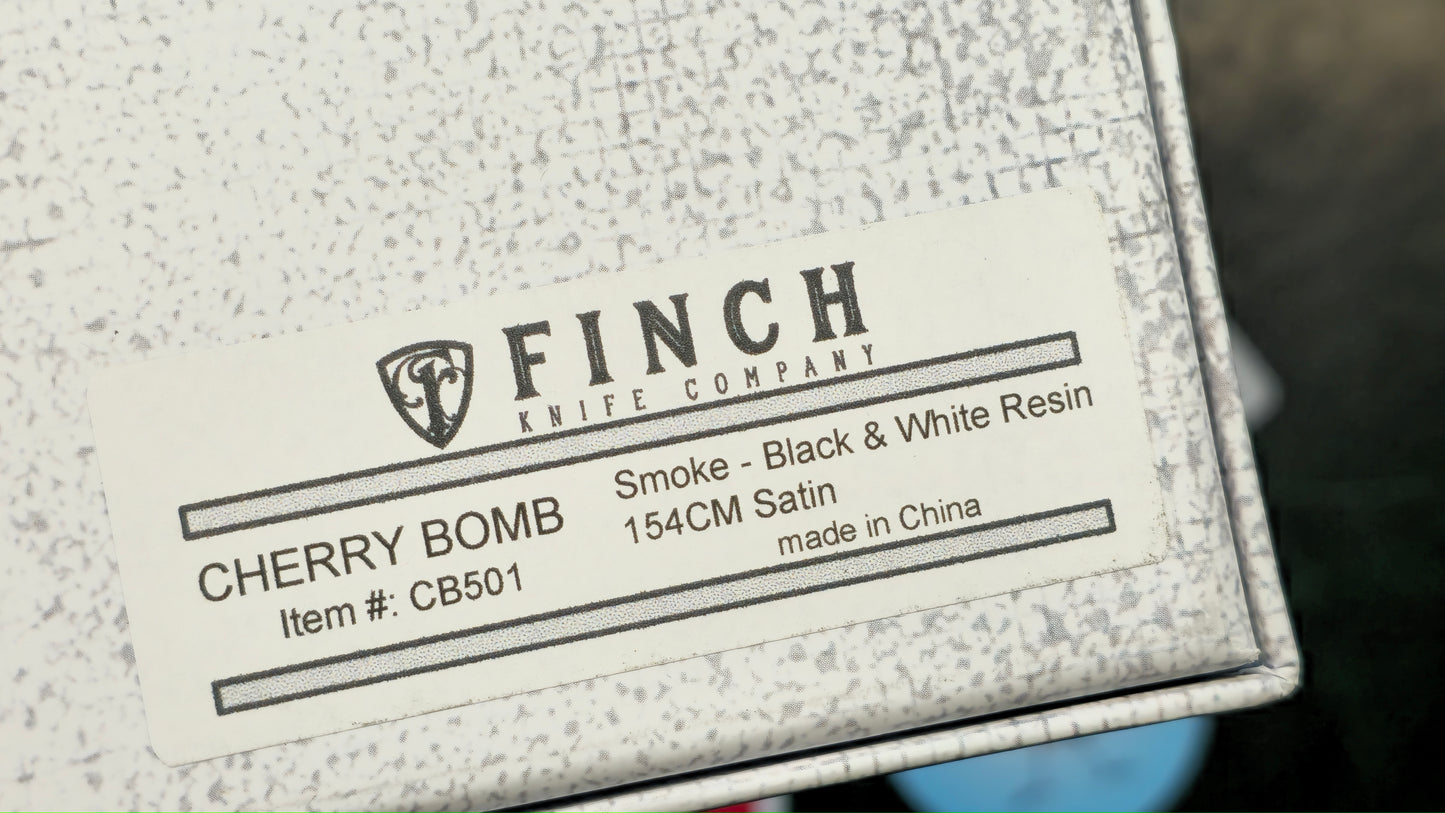 FINCH
KNIFE COMPANY
CHERRY BOMB
Item #: CB501
Smoke - Black & White Resin
154CM Satin
made in China